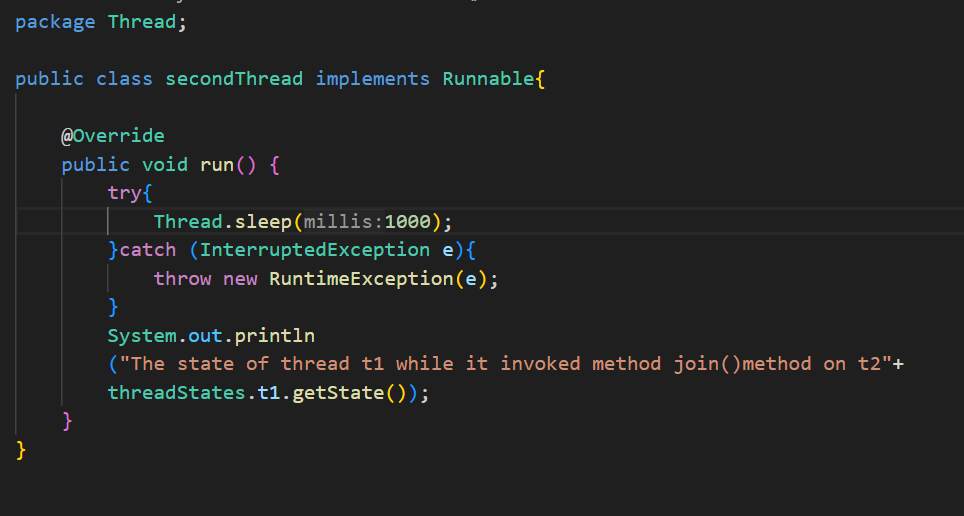 package Thread;
public class secondThread implements Runnable{
@Override
public void run() {
try{
Thread.sleep(millis:1000);
}catch (InterruptedException e){
throw new RuntimeException(e);
}
System.out.println
("The state of thread t1 while it invoked method join()method on t2"+
threadStates.t1.getState());
}
}